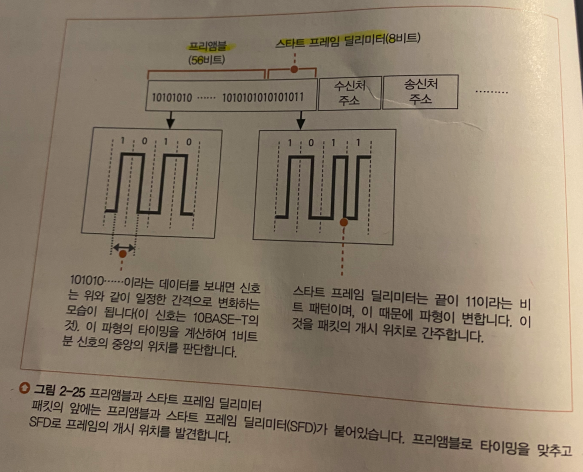 프리앰블
(56비트)
스타트 프레임 딜리미터(8비트)
10101010 …… 1010101010101011
수신처
주소
송신처
주소
………
1 0 1 0
1 0 1 1
101010……이라는 데이터를 보내면 신호
는 위와 같이 일정한 간격으로 변화하는
모습이 됩니다(이 신호는 10BASE-T의
것). 이 파형의 타이밍을 계산하여 1비트
분 신호의 중앙의 위치를 판단합니다.
스타트 프레임 딜리미터는 끝이 11이라는 비
트 패턴이며, 이 때문에 파형이 변합니다. 이
것을 패킷의 개시 위치로 간주합니다.
그림 2-25 프리앰블과 스타트 프레임 딜리미터
패킷의 앞에는 프리앰블과 스타트 프레임 딜리미터(SFD)가 붙어있습니다. 프리앰블로 타이밍을 맞추고
SFD로 프레임의 개시 위치를 발견합니다.